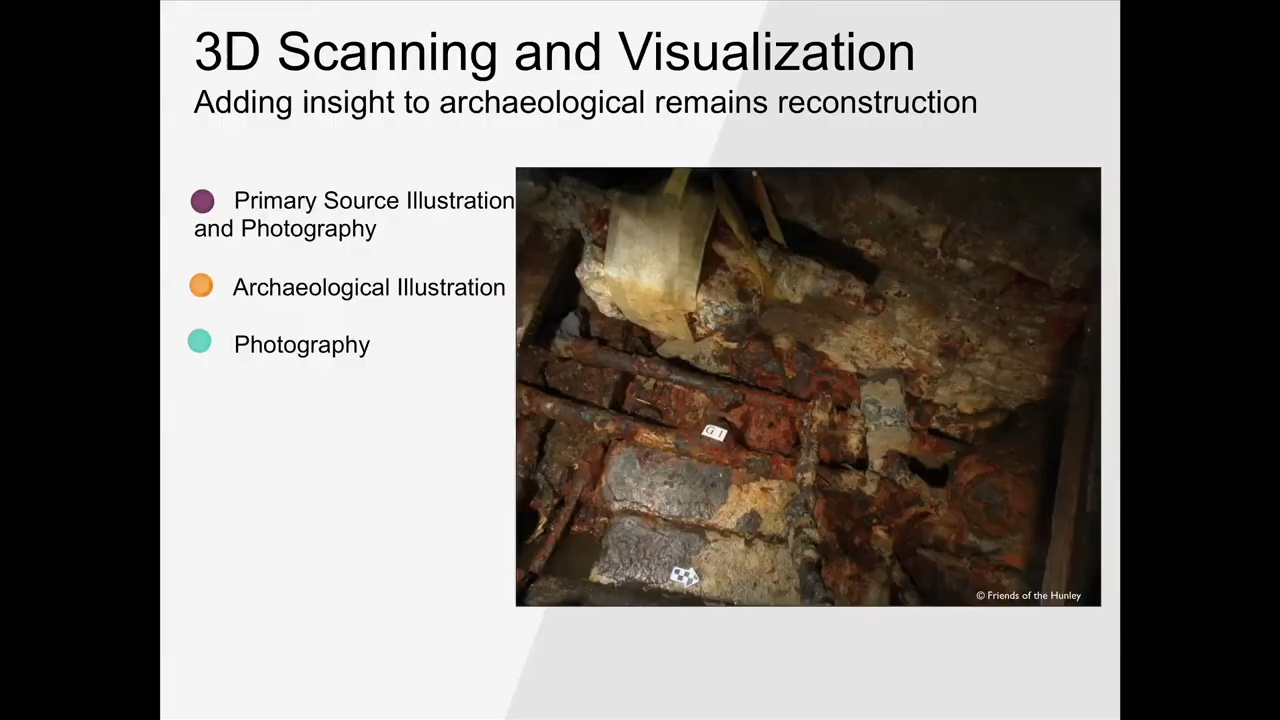 3D Scanning and Visualization
Adding insight to archaeological remains reconstruction
Primary Source Illustration
and Photography
Archaeological Illustration
Photography
G 1
© Friends of the Hunley